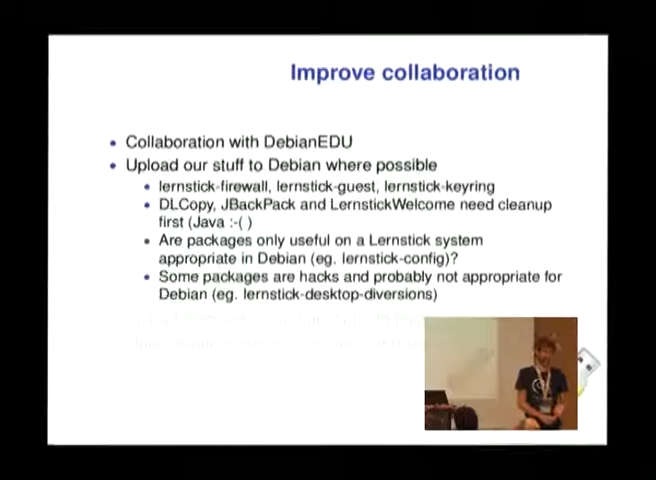 Improve collaboration
• Collaboration with DebianEDU
• Upload our stuff to Debian where possible
• lernstick-firewall, lernstick-guest, lernstick-keyring
• DLCopy, JBackPack and LernstickWelcome need cleanup
first (Java :-( )
• Are packages only useful on a Lernstick system
appropriate in Debian (eg. lernstick-config)?
• Some packages are hacks and probably not appropriate for
Debian (eg. lernstick-desktop-diversions)